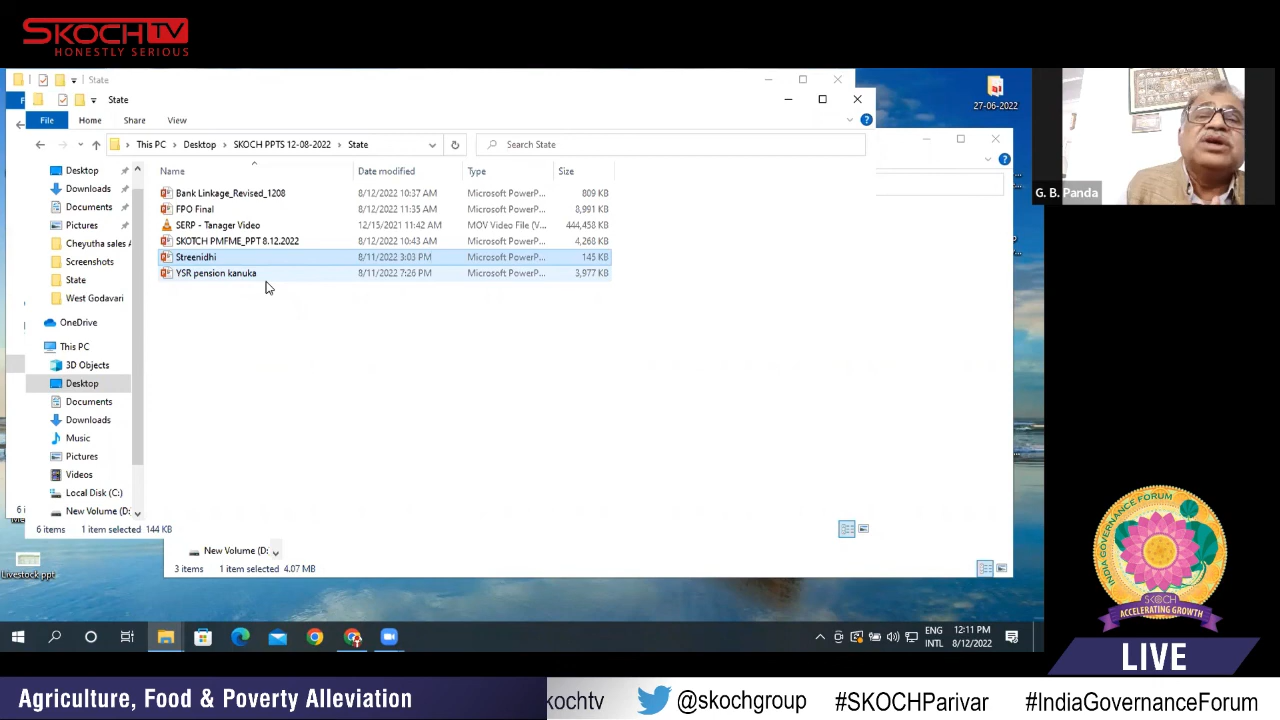 SKOCH TV
HONESTLY SERIOUS
State
State
27-06-2022
File Home Share View
This PC Desktop SKOCH PPTS 12-08-2022 State
Search State
G. B. Panda
Name Date modified Type Size
Bank Linkage_Revised_1208 8/12/2022 10:37 AM Microsoft PowerP... 809 KB
FPO Final 8/12/2022 11:35 AM Microsoft PowerP... 8,991 KB
SERP - Tanager Video 12/15/2021 11:42 AM MOV Video File (V... 444,458 KB
SKOTCH PMFME_PPT 8.12.2022 8/12/2022 10:43 AM Microsoft PowerP... 4,268 KB
Streenidhi 8/11/2022 3:03 PM Microsoft PowerP... 145 KB
YSR pension kanuka 8/11/2022 7:26 PM Microsoft PowerP... 3,977 KB
Desktop
Downloads
Documents
Pictures
Cheyutha sales
Screenshots
State
West Godavari
OneDrive
This PC
3D Objects
Desktop
Documents
Downloads
Music
Pictures
Videos
Local Disk (C:)
New Volume (D:
6 items 1 item selected 144 KB
New Volume (D:
3 items 1 item selected 4.07 MB
Livestock.ppt
ENG
INTL
12:11 PM
8/12/2022
INDIA GOVERNANCE FORUM
SKOCH
ACCELERATING GROWTH
LIVE
Agriculture, Food & Poverty Alleviation
kochtv @skochgroup #SKOCHParivar #IndiaGovernanceForum